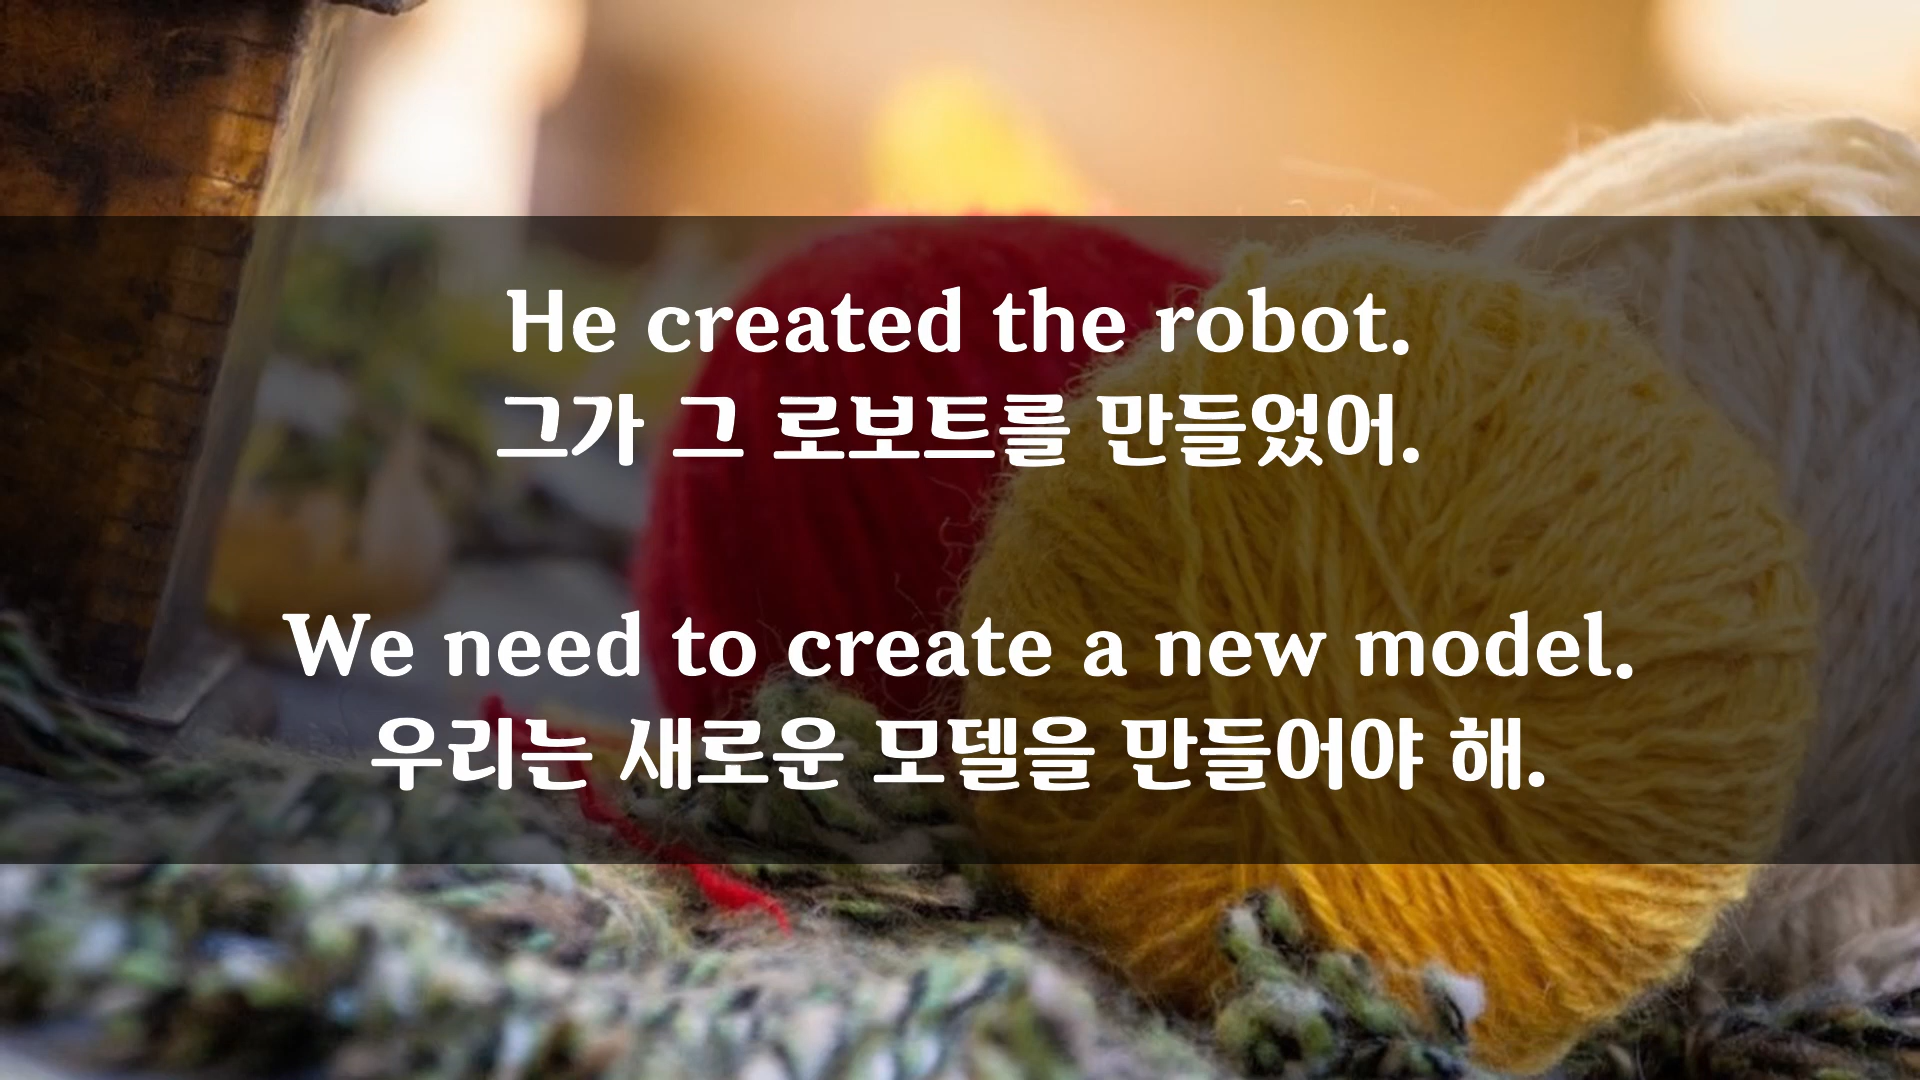 He created the robot.
그가 그 로보트를 만들었어.
We need to create a new model.
우리는 새로운 모델을 만들어야 해.